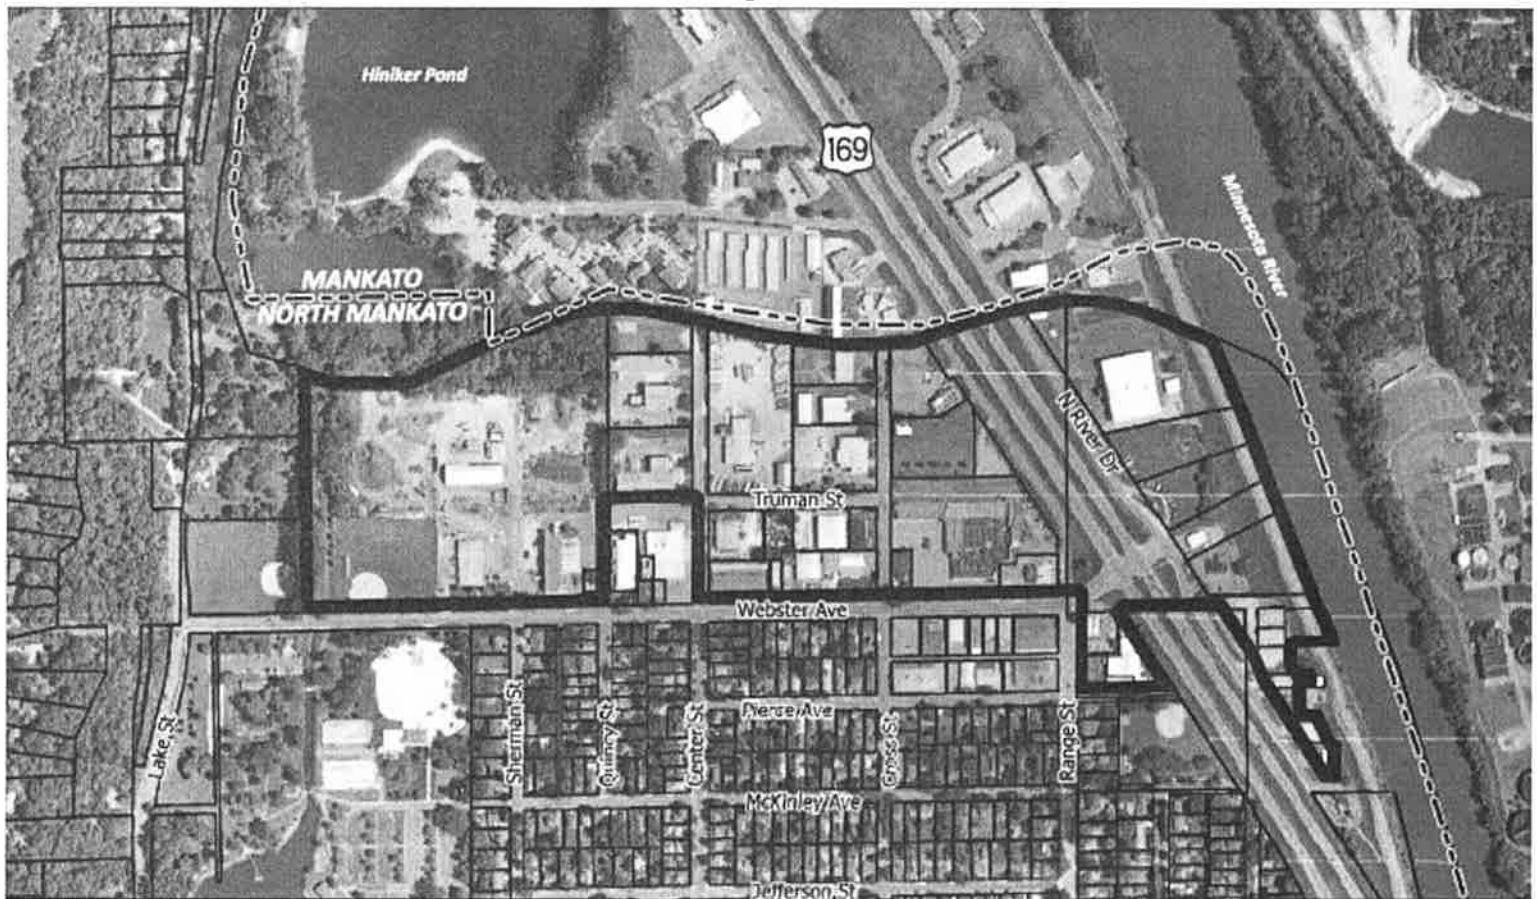 Hiniker Pond
169
Minnesota River
MANKATO
NORTH MANKATO
N River Dr
Truman St
Webster Ave
Lake St
Sherman St
Quincy St
Center St
Pierce Ave
Cross St
Range St
McKinley Ave
Jefferson St